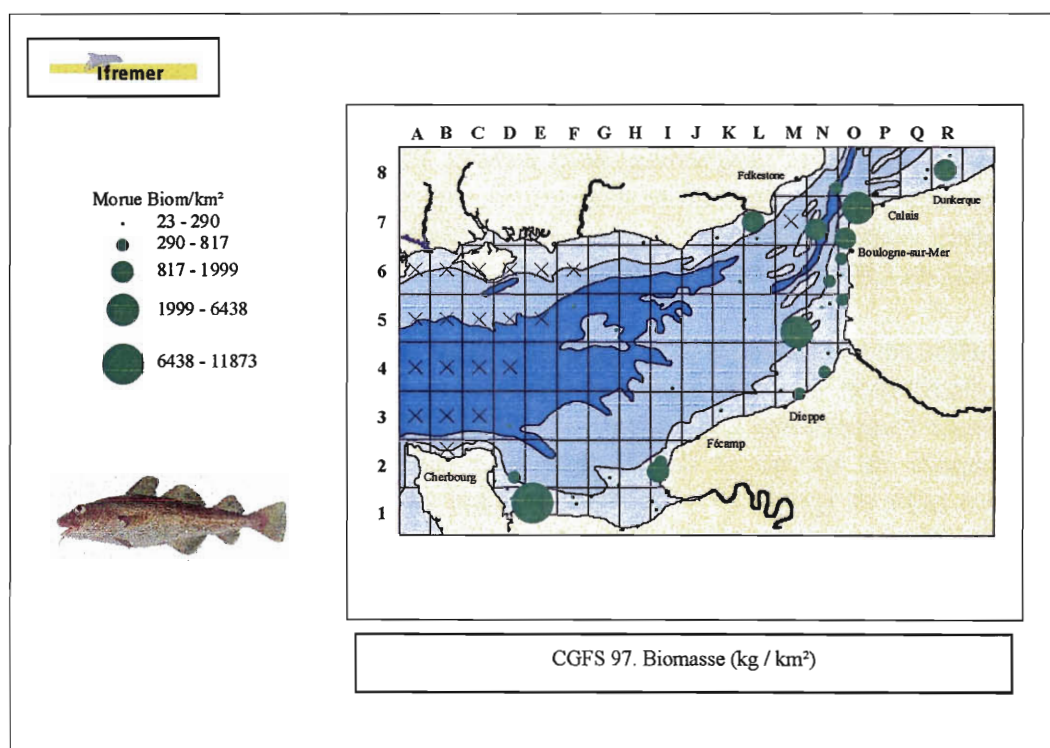 Ifremer
Morue Biom/km²
23 - 290
290 - 817
817 - 1999
1999 - 6438
6438 - 11873
A B C D E F G H I J K L M N O P Q R
8
7
6
5
4
3
2
1
Folkestone
Dunkerque
Calais
Boulogne-sur-Mer
Dieppe
Fécamp
Cherbourg
CGFS 97. Biomasse (kg / km²)